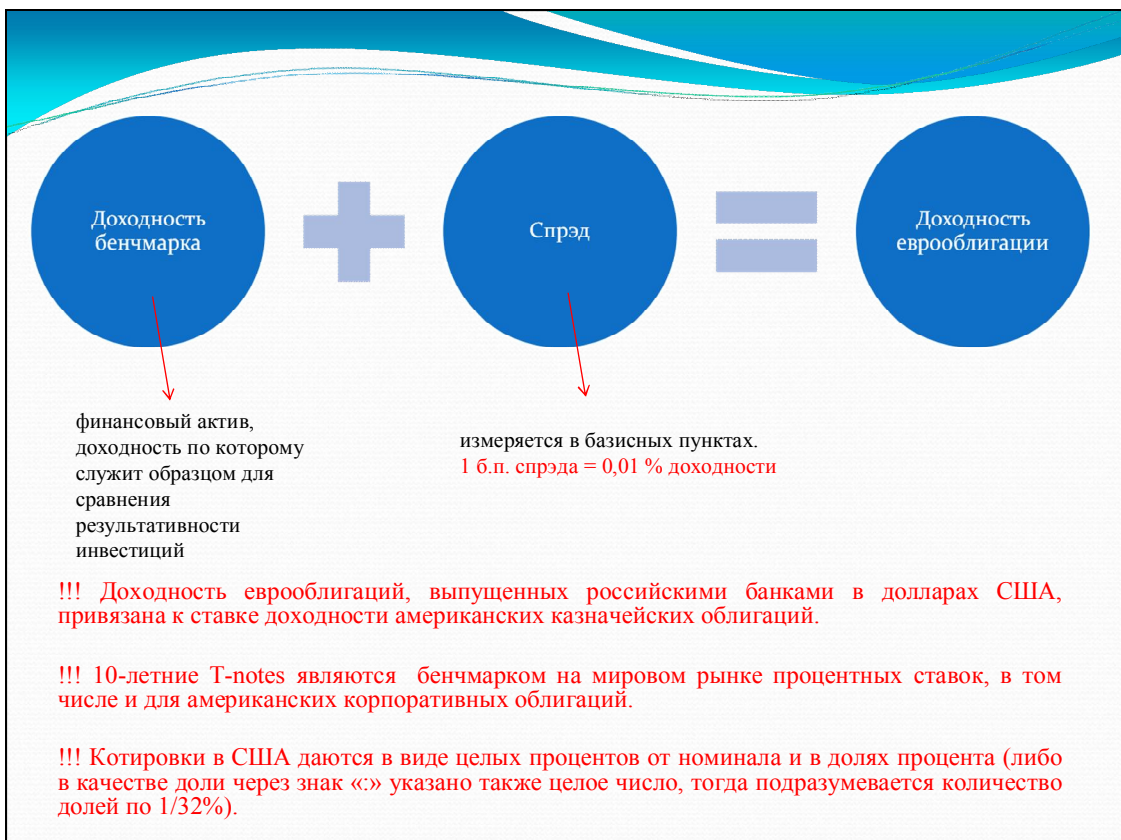 Доходность
бенчмарка
Спрэд
Доходность
еврооблигации
финансовый актив,
доходность по которому
служит образцом для
сравнения
результативности
инвестиций
измеряется в базисных пунктах.
1 б.п. спрэда = 0,01 % доходности
!!! Доходность еврооблигаций, выпущенных российскими банками в долларах США,
привязана к ставке доходности американских казначейских облигаций.
!!! 10-летние T-notes являются бенчмарком на мировом рынке процентных ставок, в том
числе и для американских корпоративных облигаций.
!!! Котировки в США даются в виде целых процентов от номинала и в долях процента (либо
в качестве доли через знак «:» указано также целое число, тогда подразумевается количество
долей по 1/32%).